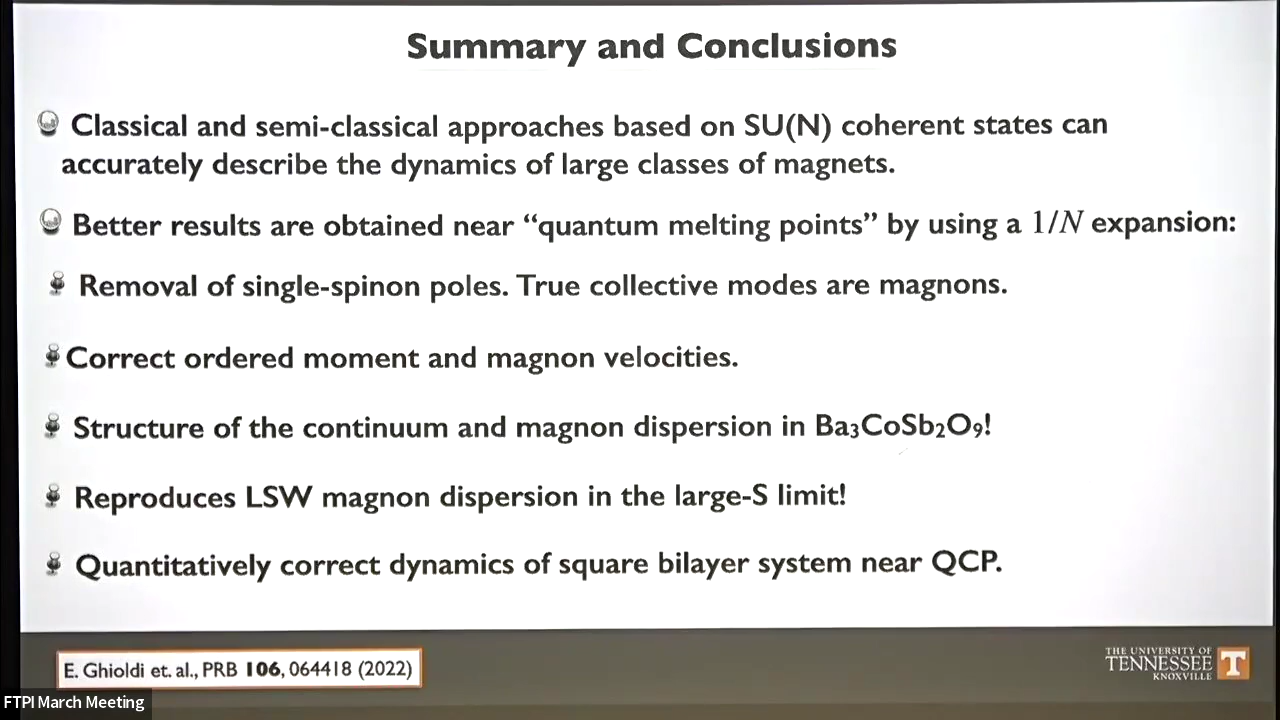 Summary and Conclusions
Classical and semi-classical approaches based on SU(N) coherent states can
accurately describe the dynamics of large classes of magnets.
Better results are obtained near “quantum melting points” by using a 1/N expansion:
Removal of single-spinon poles. True collective modes are magnons.
Correct ordered moment and magnon velocities.
Structure of the continuum and magnon dispersion in Ba₃CoSb₂O₉!
Reproduces LSW magnon dispersion in the large-S limit!
Quantitatively correct dynamics of square bilayer system near QCP.
E. Ghioldi et. al., PRB 106, 064418 (2022)
THE UNIVERSITY OF
TENNESSEE
KNOXVILLE
T
FTPI March Meeting